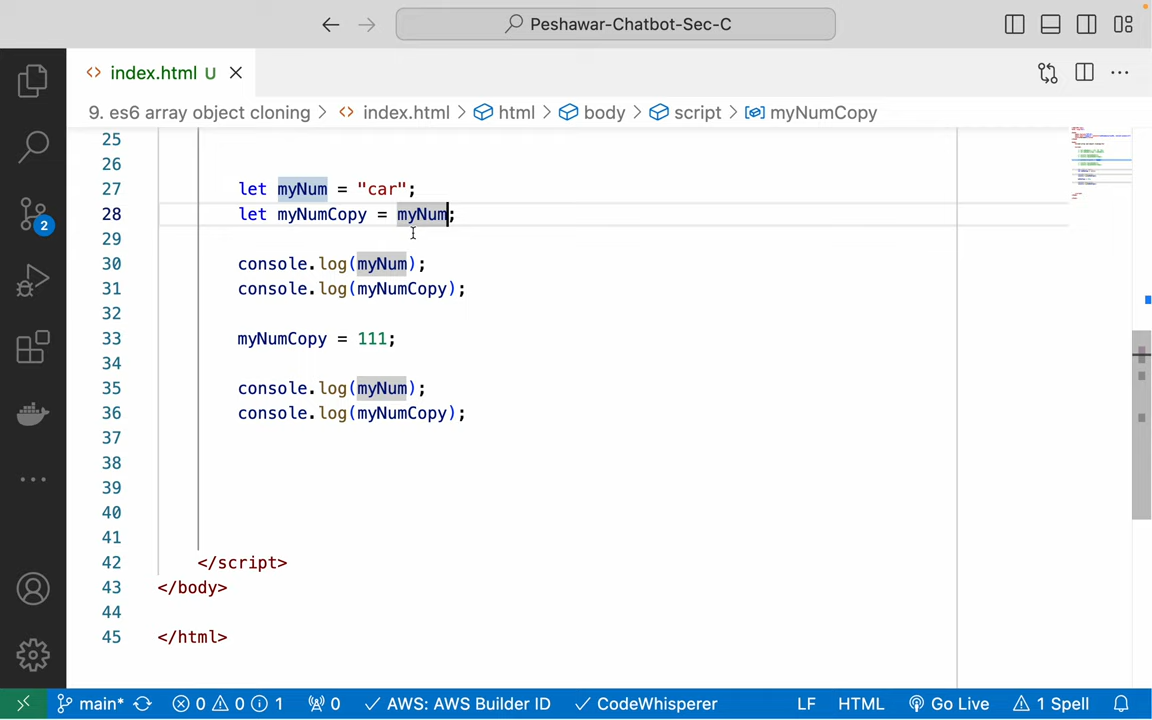 Peshawar-Chatbot-Sec-C
index.html U
9. es6 array object cloning > index.html > html > body > script > myNumCopy
25
26
27 let myNum = "car";
28 let myNumCopy = myNum;
29
30 console.log(myNum);
31 console.log(myNumCopy);
32
33 myNumCopy = 111;
34
35 console.log(myNum);
36 console.log(myNumCopy);
37
38
39
40
41
42 </script>
43 </body>
44
45 </html>
2
main* 0 0 1 0 AWS: AWS Builder ID CodeWhisperer LF HTML Go Live 1 Spell